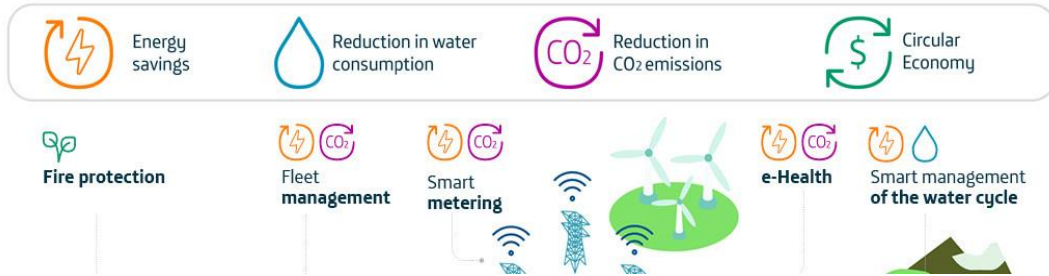 Energy
savings
Reduction in water
consumption
CO₂
Reduction in
CO₂ emissions
$
Circular
Economy
Fire protection
CO₂
Fleet
management
CO₂
Smart
metering
CO₂
e-Health
Smart management
of the water cycle